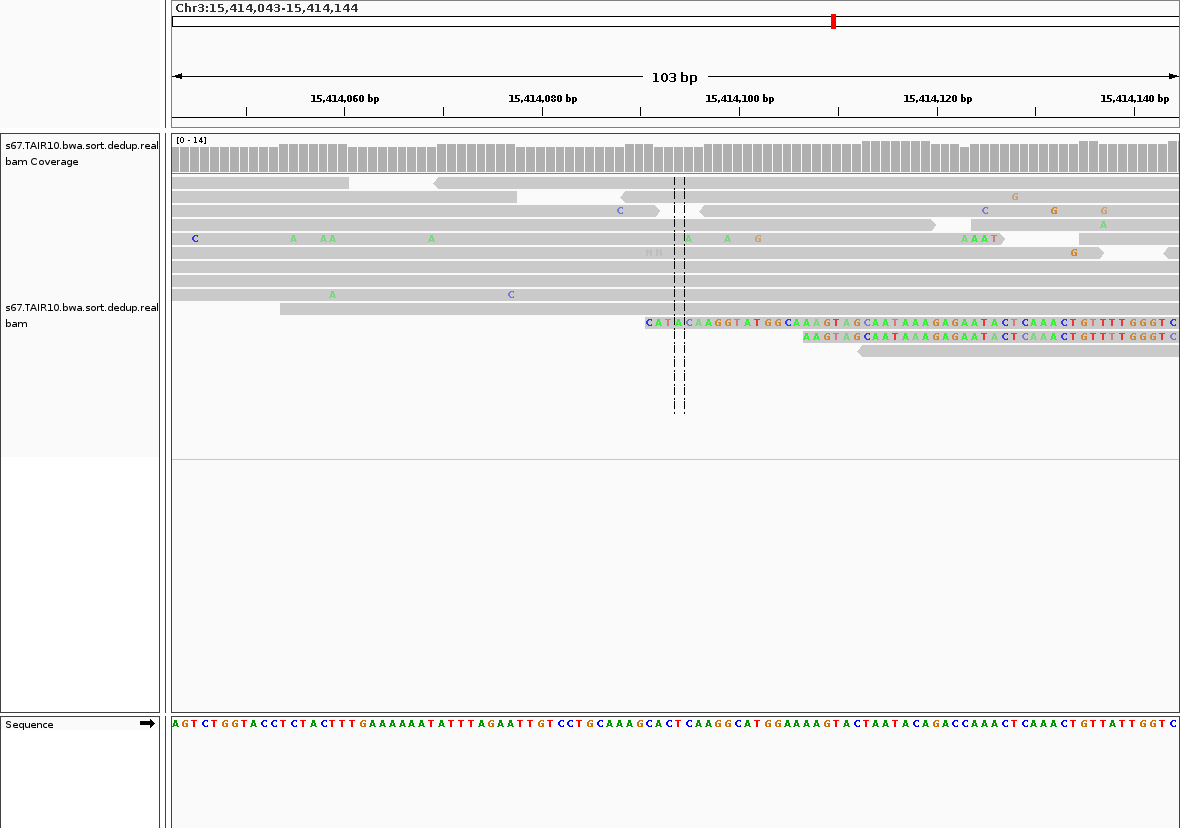 Chr3:15,414,043-15,414,144
103 bp
15,414,060 bp 15,414,080 bp 15,414,100 bp 15,414,120 bp 15,414,140 bp
s67.TAIR10.bwa.sort.dedup.real
bam Coverage
[0 - 14]
G
C C G G
A
C A A A A A A G A A A T
N N G
A C
s67.TAIR10.bwa.sort.dedup.real
bam
CATACAAGGTATGGCAAAGTAGCAATAAAGAGAATACTCAAACTGTTTTGGGTC
AAGTAGCAATAAAGAGAATACTCAAACTGTTTTGGGTC
Sequence
AGTCTGGTACCTCTACTTTGAAAAAATATTTAGAATTGTCCTGCAAAGCACTCAAGGCATGGAAAAGTACTAATACAGACCAAACTCAAACTGTTATTGGTC